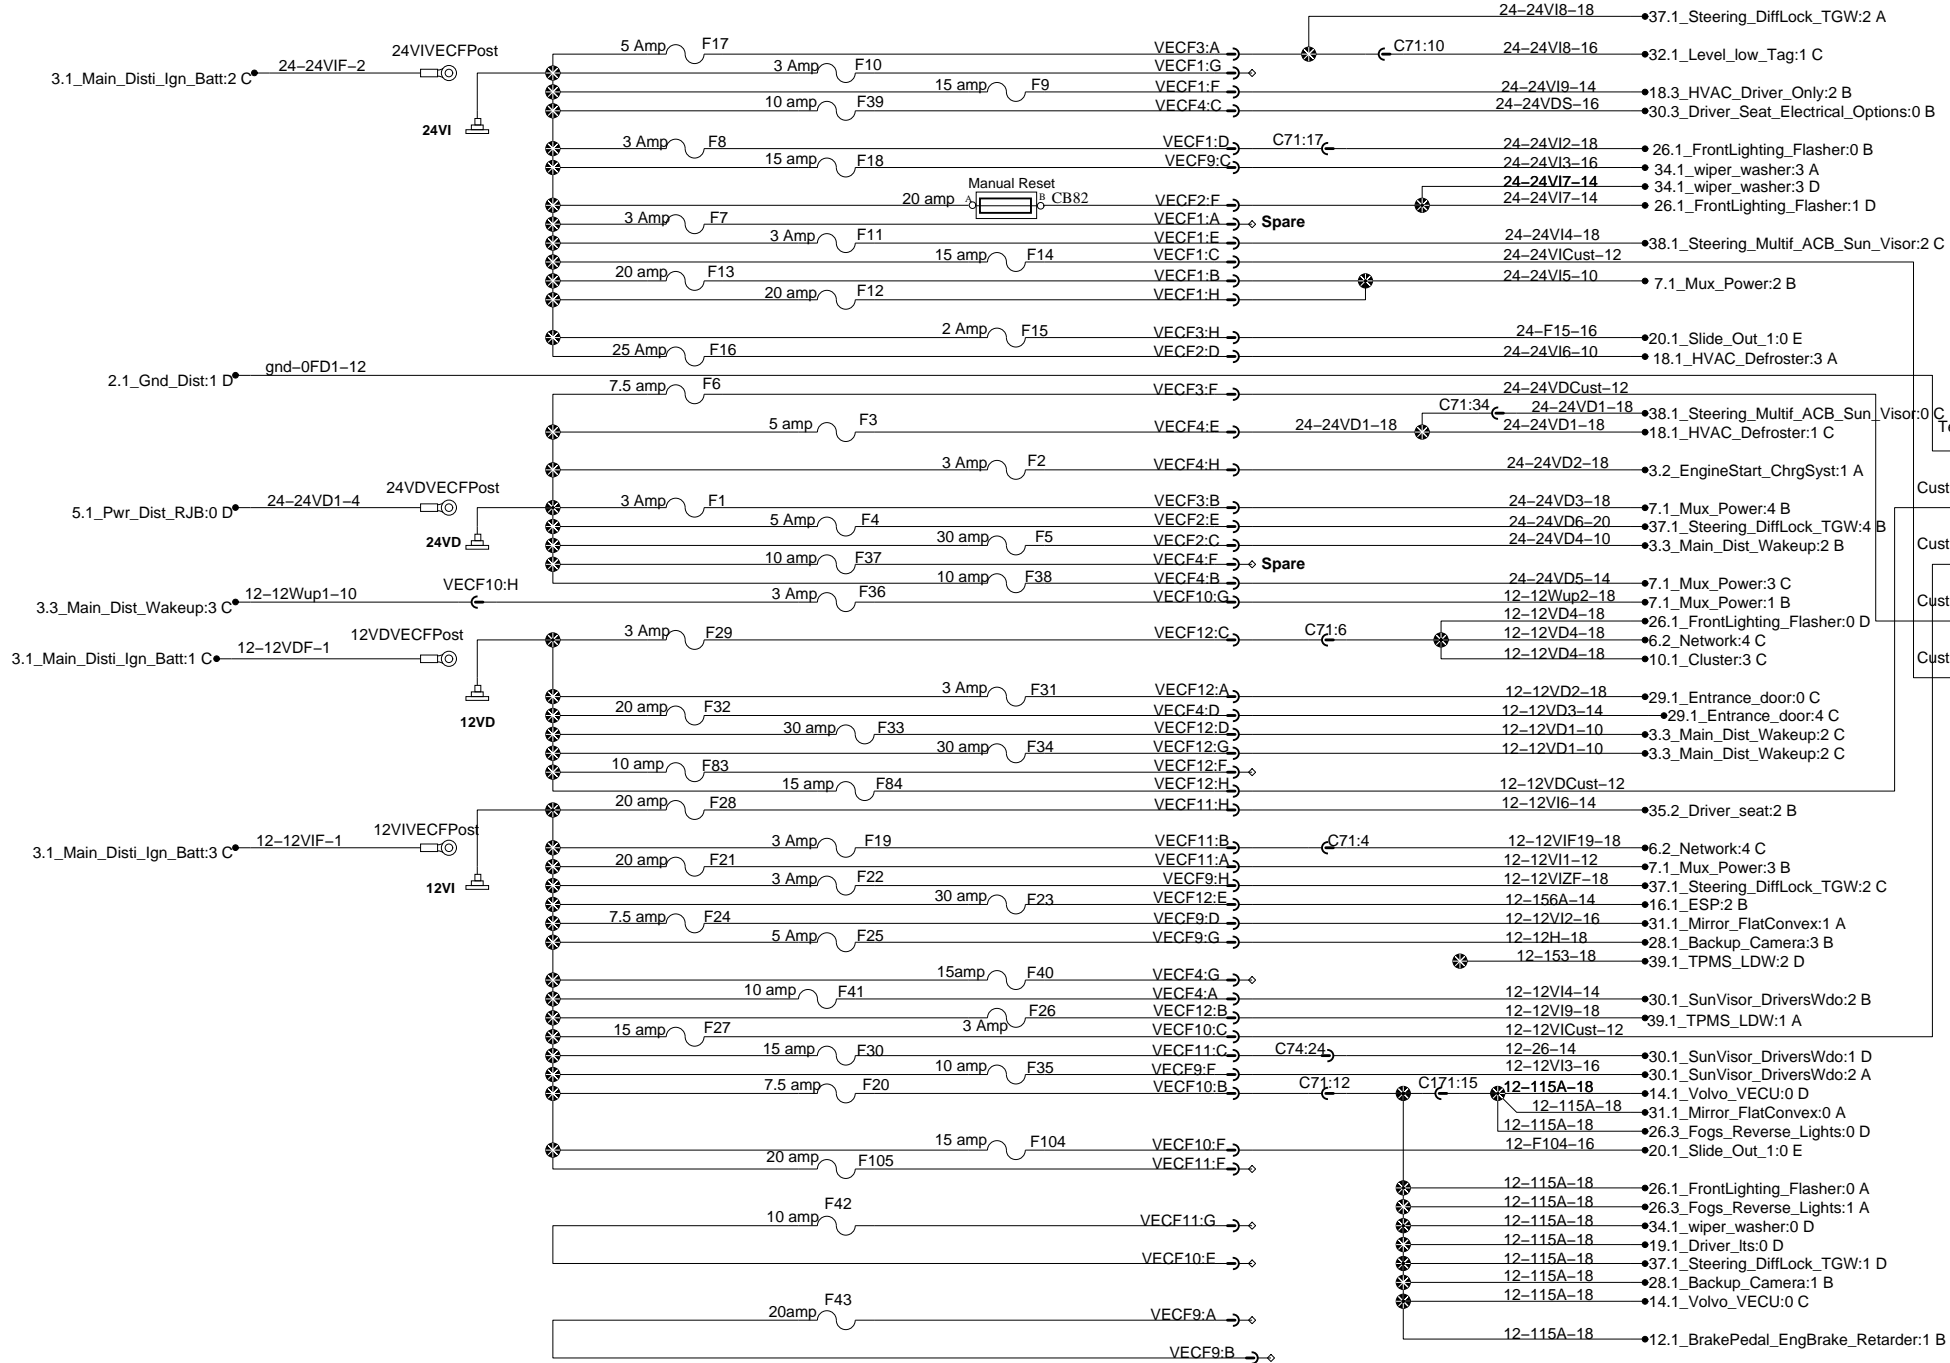 24−24VI8−18 37.1_Steering_DiffLock_TGW:2 A
24VIVECFPost 5 Amp F17 VECF3:A C71:10 24−24VI8−16 32.1_Level_low_Tag:1 C
3.1_Main_Disti_Ign_Batt:2 C 24−24VIF−2 3 Amp F10 VECF1:G
15 amp F9 VECF1:F 24−24VI9−14 18.3_HVAC_Driver_Only:2 B
24VI 10 amp F39 VECF4:C 24−24VDS−16 30.3_Driver_Seat_Electrical_Options:0 B
3 Amp F8 VECF1:D C71:17 24−24VI2−18 26.1_FrontLighting_Flasher:0 B
15 amp F18 VECF9:C 24−24VI3−16 34.1_wiper_washer:3 A
Manual Reset 24−24VI7−14 34.1_wiper_washer:3 D
20 amp A B CB82 VECF2:F 24−24VI7−14 26.1_FrontLighting_Flasher:1 D
3 Amp F7 VECF1:A Spare
3 Amp F11 VECF1:E 24−24VI4−18 38.1_Steering_Multif_ACB_Sun_Visor:2 C
15 amp F14 VECF1:C 24−24VICust−12
20 amp F13 VECF1:B 24−24VI5−10 7.1_Mux_Power:2 B
20 amp F12 VECF1:H
2 Amp F15 VECF3:H 24−F15−16 20.1_Slide_Out_1:0 E
25 Amp F16 VECF2:D 24−24VI6−10 18.1_HVAC_Defroster:3 A
2.1_Gnd_Dist:1 D gnd−0FD1−12
7.5 amp F6 VECF3:F 24−24VDCust−12
C71:34 24−24VD1−18 38.1_Steering_Multif_ACB_Sun_Visor:0 C
5 amp F3 VECF4:E 24−24VD1−18 24−24VD1−18 18.1_HVAC_Defroster:1 C
3 Amp F2 VECF4:H 24−24VD2−18 3.2_EngineStart_ChrgSyst:1 A
24VDVECFPost Cust
5.1_Pwr_Dist_RJB:0 D 24−24VD1−4 3 Amp F1 VECF3:B 24−24VD3−18 7.1_Mux_Power:4 B
5 Amp F4 VECF2:E 24−24VD6−20 37.1_Steering_DiffLock_TGW:4 B
24VD 30 amp F5 VECF2:C 24−24VD4−10 3.3_Main_Dist_Wakeup:2 B Cust
10 amp F37 VECF4:F Spare
VECF10:H 10 amp F38 VECF4:B 24−24VD5−14 7.1_Mux_Power:3 C
3.3_Main_Dist_Wakeup:3 C 12−12Wup1−10 3 Amp F36 VECF10:G 12−12Wup2−18 7.1_Mux_Power:1 B Cust
12−12VD4−18 26.1_FrontLighting_Flasher:0 D
12VDVECFPost 3 Amp F29 VECF12:C C71:6 12−12VD4−18 6.2_Network:4 C
3.1_Main_Disti_Ign_Batt:1 C 12−12VDF−1 12−12VD4−18 10.1_Cluster:3 C Cust
3 Amp F31 VECF12:A 12−12VD2−18 29.1_Entrance_door:0 C
12VD 20 amp F32 VECF4:D 12−12VD3−14 29.1_Entrance_door:4 C
30 amp F33 VECF12:D 12−12VD1−10 3.3_Main_Dist_Wakeup:2 C
30 amp F34 VECF12:G 12−12VD1−10 3.3_Main_Dist_Wakeup:2 C
10 amp F83 VECF12:F
15 amp F84 VECF12:H 12−12VDCust−12
20 amp F28 VECF11:H 12−12VI6−14 35.2_Driver_seat:2 B
12VIVECFPost
3.1_Main_Disti_Ign_Batt:3 C 12−12VIF−1 3 Amp F19 VECF11:B C71:4 12−12VIF19−18 6.2_Network:4 C
20 amp F21 VECF11:A 12−12VI1−12 7.1_Mux_Power:3 B
12VI 3 Amp F22 VECF9:H 12−12VIZF−18 37.1_Steering_DiffLock_TGW:2 C
30 amp F23 VECF12:E 12−156A−14 16.1_ESP:2 B
7.5 amp F24 VECF9:D 12−12VI2−16 31.1_Mirror_FlatConvex:1 A
5 Amp F25 VECF9:G 12−12H−18 28.1_Backup_Camera:3 B
12−153−18 39.1_TPMS_LDW:2 D
15amp F40 VECF4:G
10 amp F41 VECF4:A 12−12VI4−14 30.1_SunVisor_DriversWdo:2 B
3 Amp F26 VECF12:B 12−12VI9−18 39.1_TPMS_LDW:1 A
15 amp F27 VECF10:C 12−12VICust−12
15 amp F30 VECF11:C C74:24 12−26−14 30.1_SunVisor_DriversWdo:1 D
10 amp F35 VECF9:F 12−12VI3−16 30.1_SunVisor_DriversWdo:2 A
7.5 amp F20 VECF10:B C71:12 C171:15 12−115A−18 14.1_Volvo_VECU:0 D
12−115A−18 31.1_Mirror_FlatConvex:0 A
12−115A−18 26.3_Fogs_Reverse_Lights:0 D
15 amp F104 VECF10:F 12−F104−16 20.1_Slide_Out_1:0 E
20 amp F105 VECF11:F
12−115A−18 26.1_FrontLighting_Flasher:0 A
F42 12−115A−18 26.3_Fogs_Reverse_Lights:1 A
10 amp VECF11:G 12−115A−18 34.1_wiper_washer:0 D
12−115A−18 19.1_Driver_lts:0 D
VECF10:E 12−115A−18 37.1_Steering_DiffLock_TGW:1 D
12−115A−18 28.1_Backup_Camera:1 B
F43 12−115A−18 14.1_Volvo_VECU:0 C
20amp VECF9:A
12−115A−18 12.1_BrakePedal_EngBrake_Retarder:1 B
VECF9:B